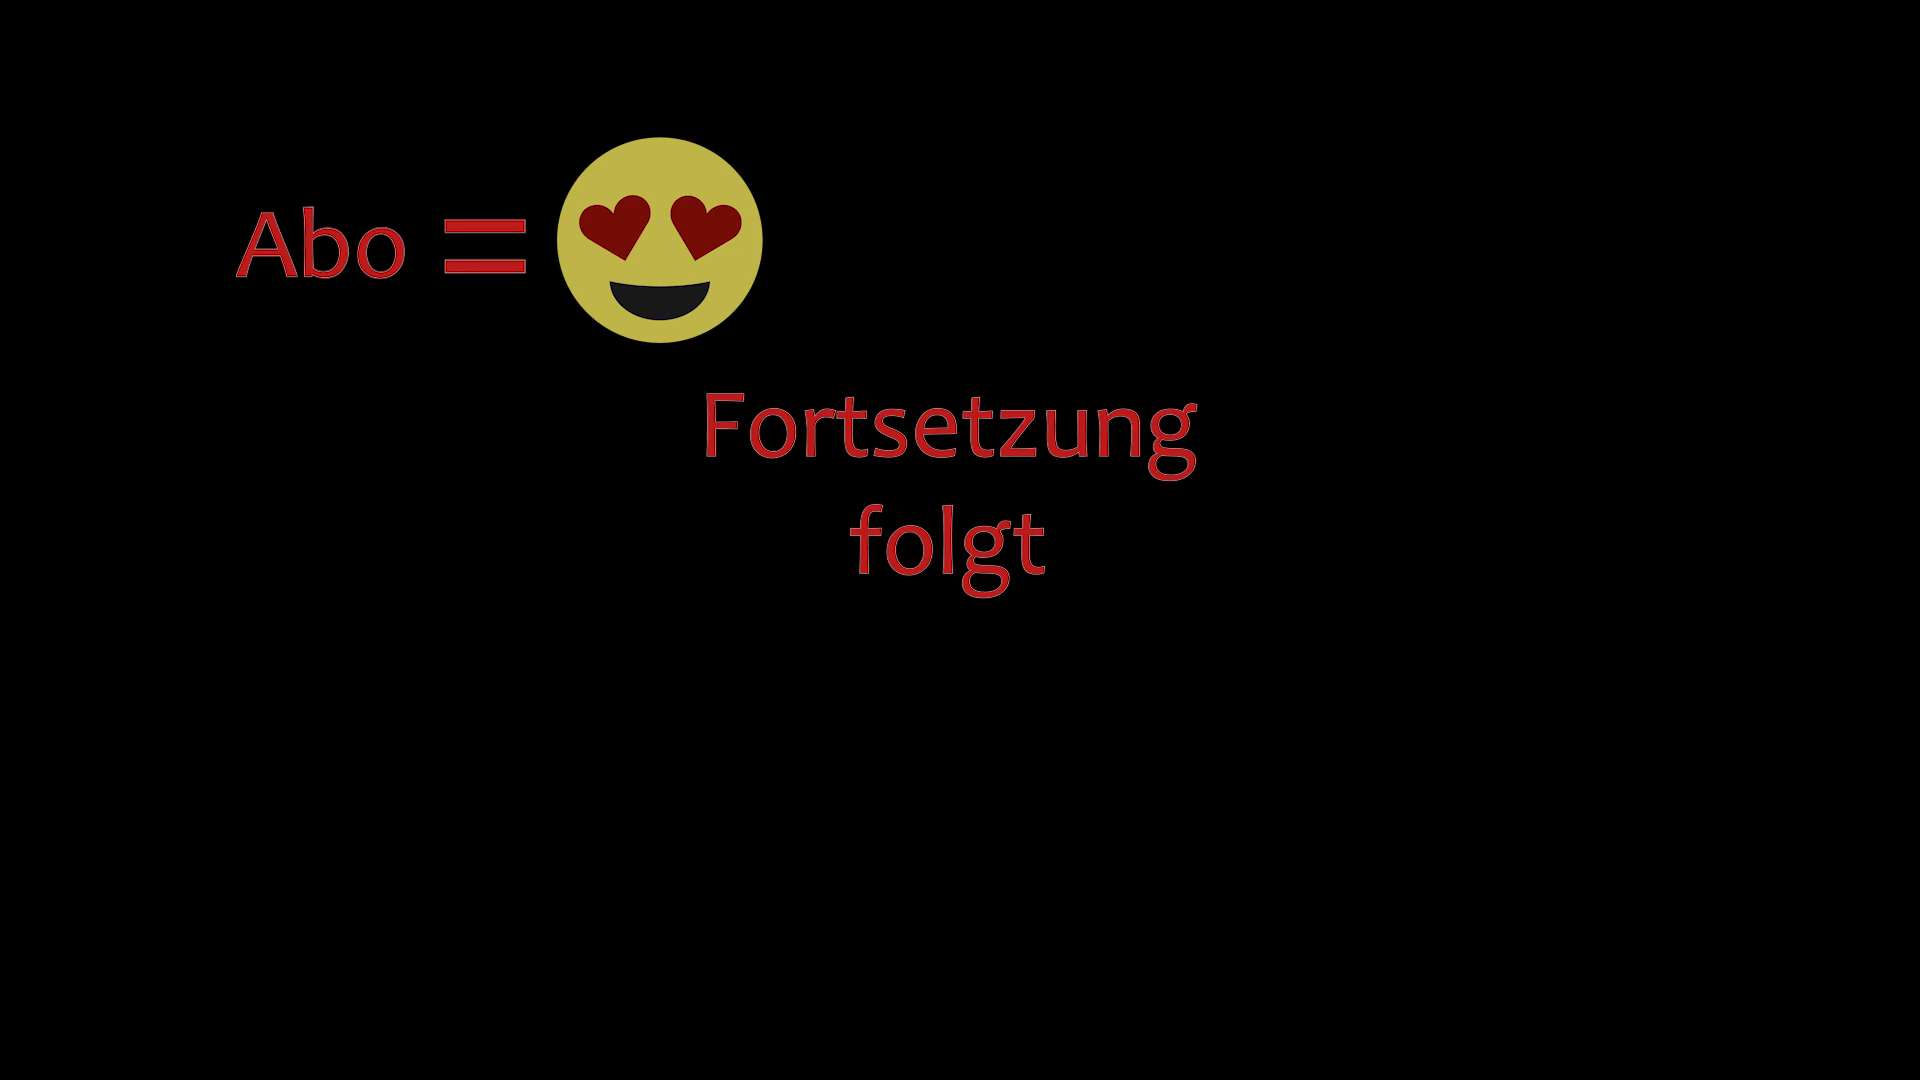 Abo = 😍
Fortsetzung
folgt